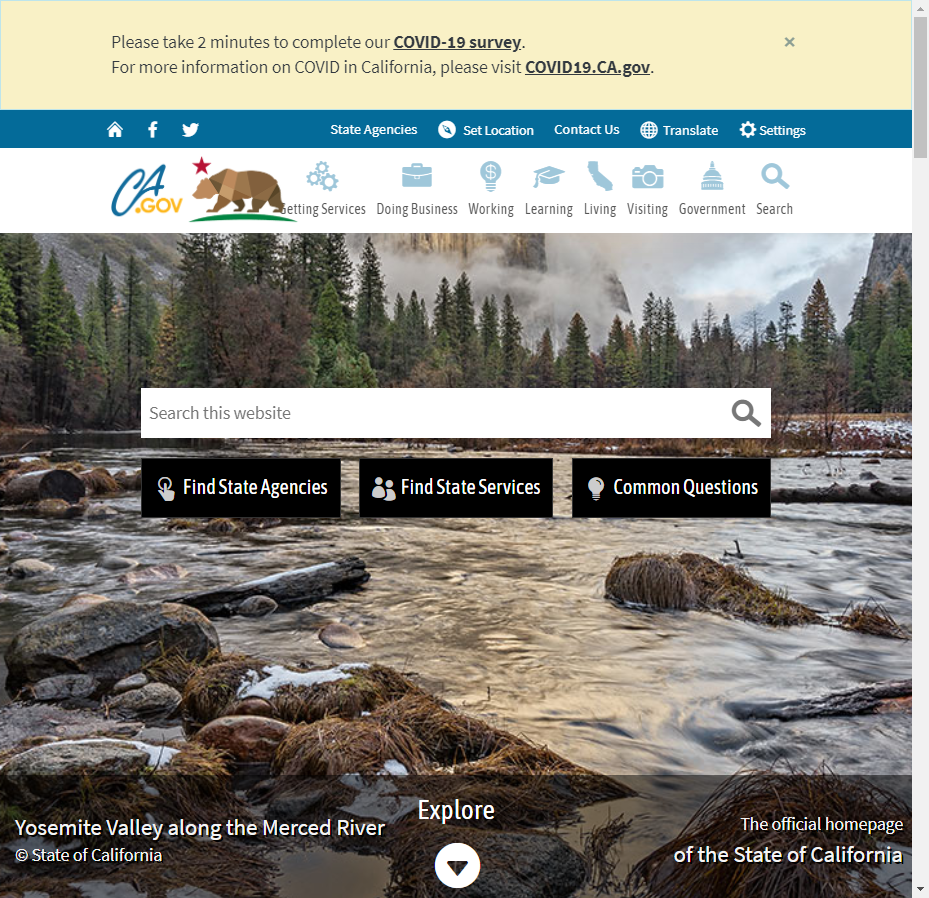 Please take 2 minutes to complete our COVID-19 survey.
For more information on COVID in California, please visit COVID19.CA.gov.
×
State Agencies Set Location Contact Us Translate Settings
CA.GOV
Getting Services Doing Business Working Learning Living Visiting Government Search
Search this website
Find State Agencies Find State Services Common Questions
Explore
Yosemite Valley along the Merced River
© State of California
The official homepage
of the State of California